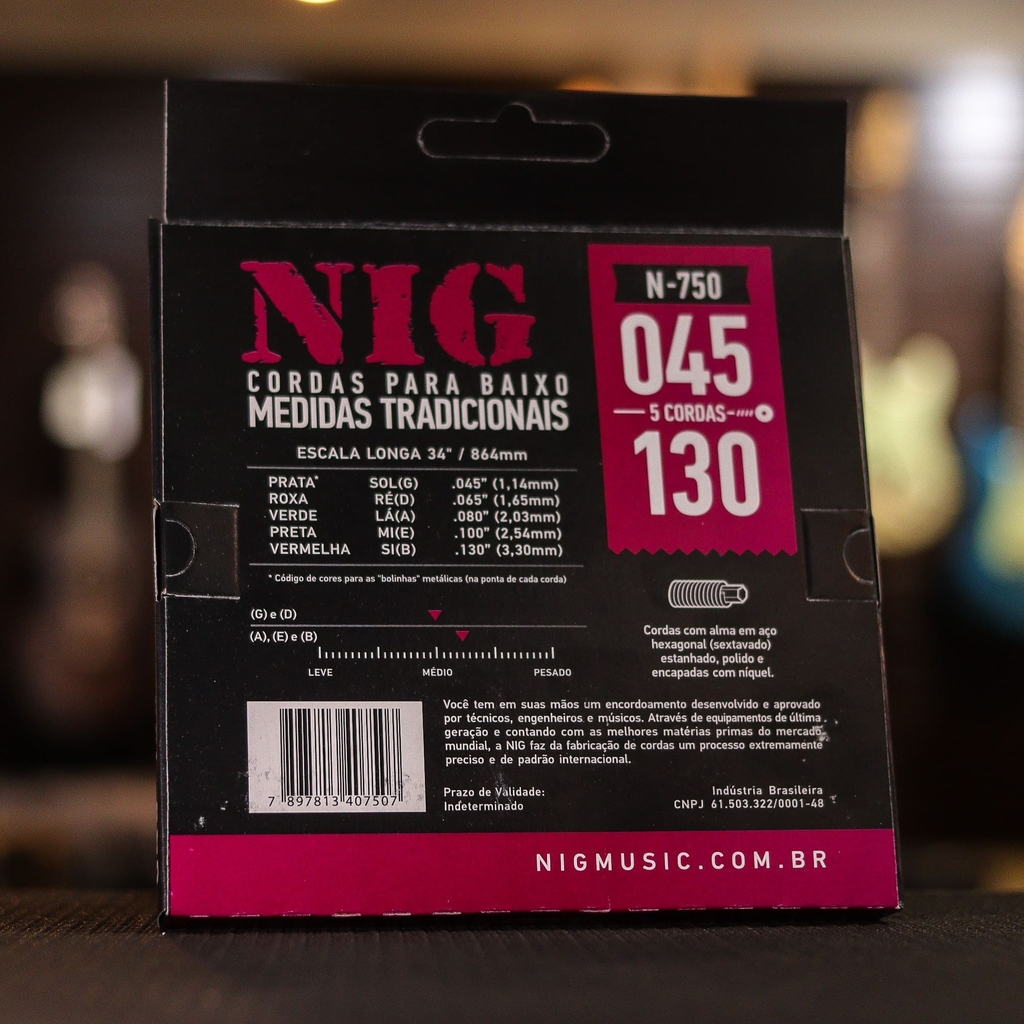 NIG
CORDAS PARA BAIXO
MEDIDAS TRADICIONAIS
ESCALA LONGA 34" / 864mm
PRATA* SOL(G) .045" (1,14mm)
ROXA RÉ(D) .065" (1,65mm)
VERDE LÁ(A) .080" (2,03mm)
PRETA MI(E) .100" (2,54mm)
VERMELHA SI(B) .130" (3,30mm)
* Código de cores para as "bolinhas" metálicas (na ponta de cada corda)
(G) e (D)
(A), (E) e (B)
LEVE MÉDIO PESADO
N-750
045
5 CORDAS
130
Cordas com alma em aço
hexagonal (sextavado)
estanhado, polido e
encapadas com níquel.
Você tem em suas mãos um encordoamento desenvolvido e aprovado
por técnicos, engenheiros e músicos. Através de equipamentos de última
geração e contando com as melhores matérias primas do mercado
mundial, a NIG faz da fabricação de cordas um processo extremamente
preciso e de padrão internacional.
7 897813 407507
Prazo de Validade:
Indeterminado
Indústria Brasileira
CNPJ 61.503.322/0001-48
NIGMUSIC.COM.BR